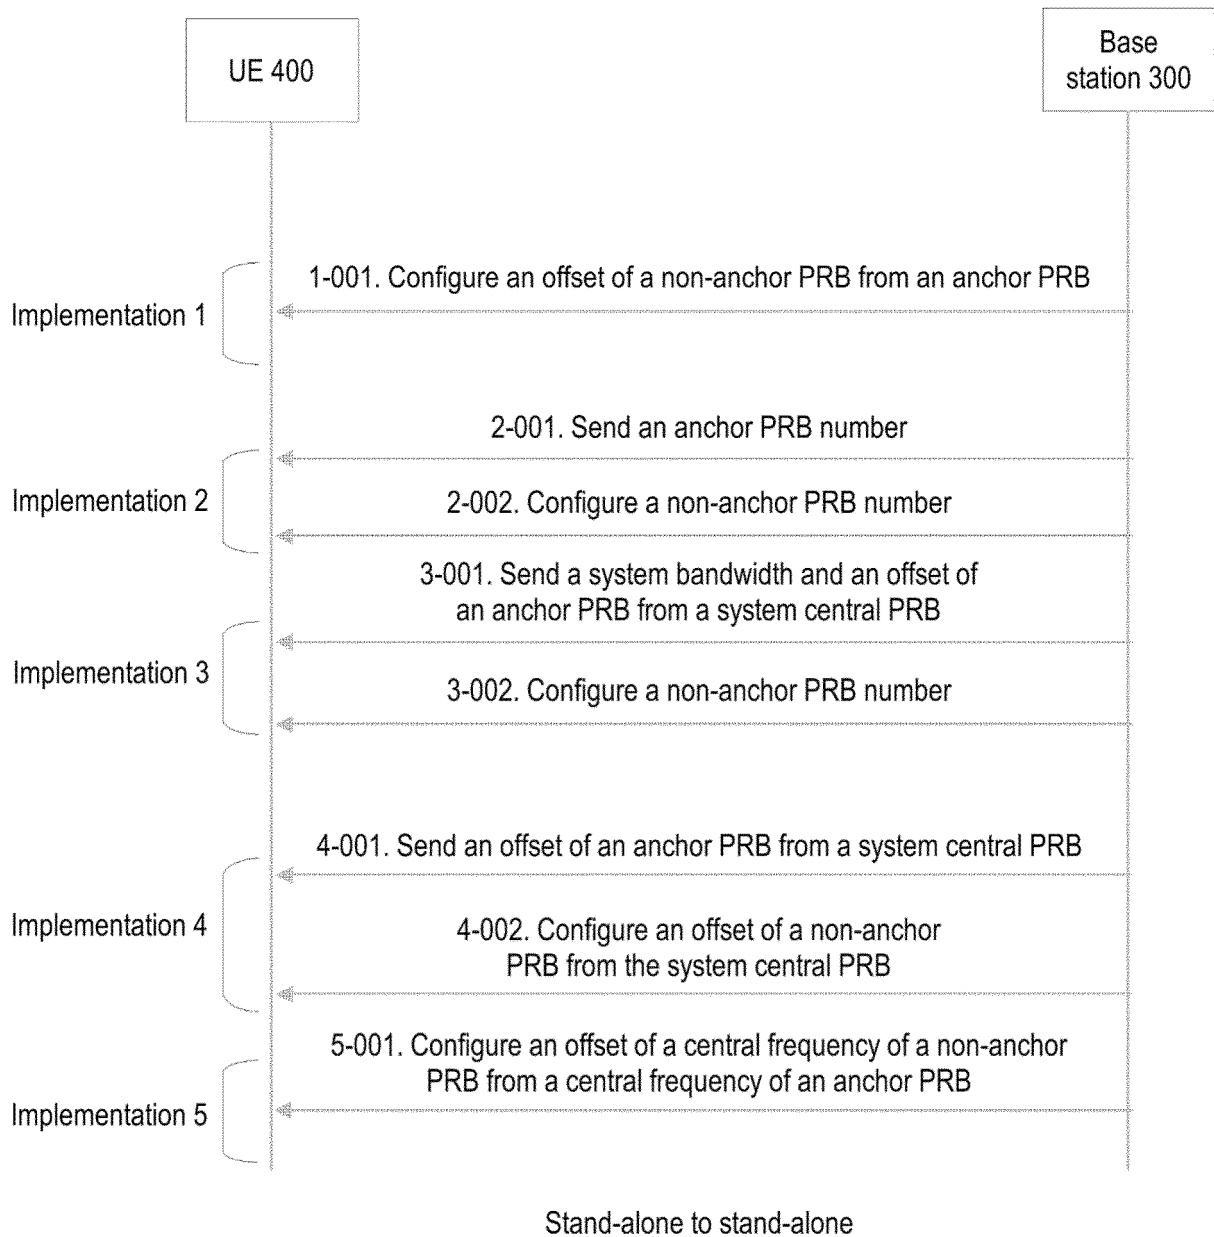 UE 400
Base
station 300
1-001. Configure an offset of a non-anchor PRB from an anchor PRB
Implementation 1
2-001. Send an anchor PRB number
Implementation 2
2-002. Configure a non-anchor PRB number
3-001. Send a system bandwidth and an offset of
an anchor PRB from a system central PRB
Implementation 3
3-002. Configure a non-anchor PRB number
4-001. Send an offset of an anchor PRB from a system central PRB
Implementation 4
4-002. Configure an offset of a non-anchor
PRB from the system central PRB
5-001. Configure an offset of a central frequency of a non-anchor
PRB from a central frequency of an anchor PRB
Implementation 5
Stand-alone to stand-alone